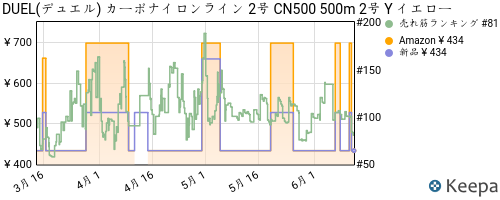 DUEL(デュエル) カーボナイロンライン 2号 CN500 500m 2号 Y イエロー
#200
売れ筋ランキング #81
Amazon ¥ 434
新品 ¥ 434
¥ 700
#150
¥ 600
#100
¥ 500
¥ 400
#50
3月 16
4月 1
4月 16
5月 1
5月 16
6月 1
Keepa